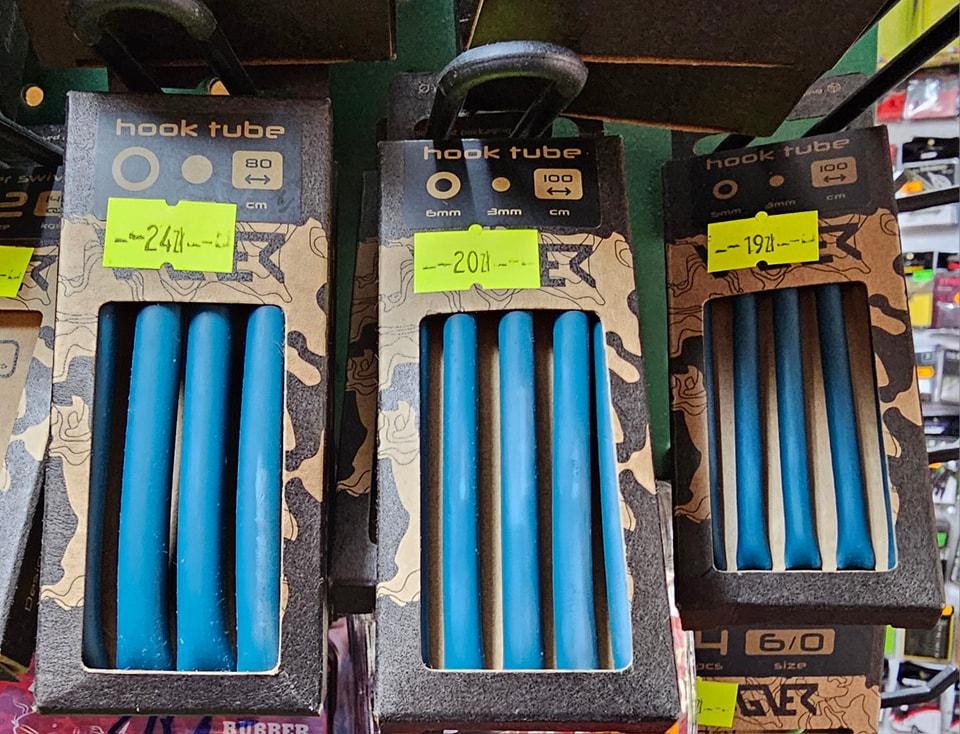 hook tube
80
cm
--24zł---
hook tube
100
6mm 3mm cm
--20zł---
hook tube
100
5mm 3mm cm
--19zł---
6/0
size
RUBBER